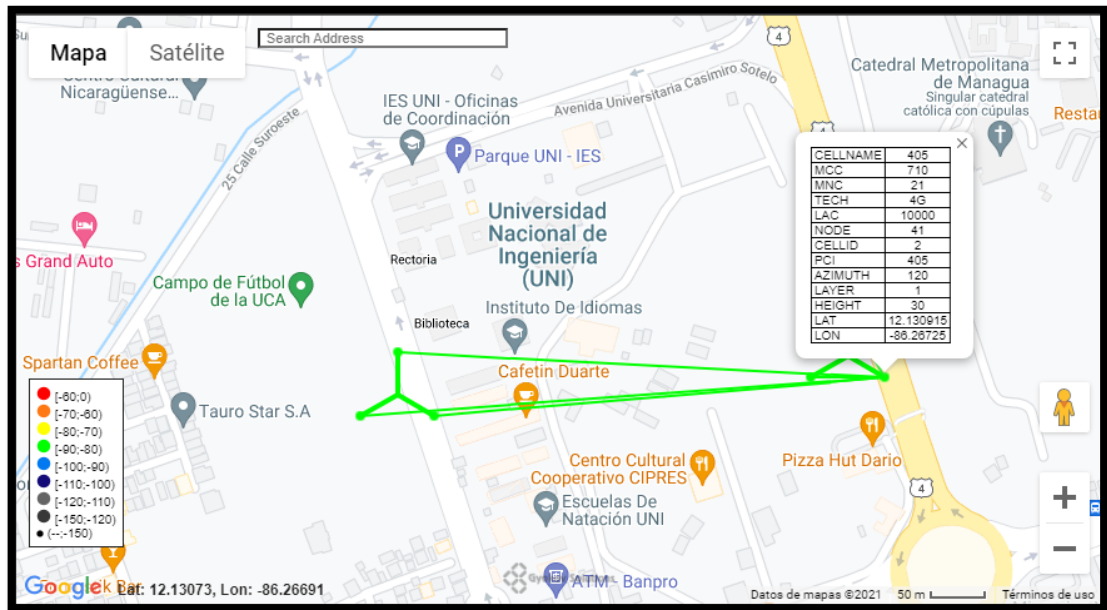 Mapa
Satélite
Search Address
4
Centro Cultural
Nicaragüense...
IES UNI - Oficinas
de Coordinación
Avenida Universitaria Casimiro Sotelo
Catedral Metropolitana
de Managua
Singular catedral
católica con cúpulas
Parque UNI - IES
25 Calle Suroeste
Universidad
Nacional de
Ingeniería
(UNI)
Rectoria
s Grand Auto
Campo de Fútbol
de la UCA
Instituto De Idiomas
Biblioteca
CELLNAME 405
MCC 710
MNC 21
TECH 4G
LAC 10000
NODE 41
CELLID 2
PCI 405
AZIMUTH 120
LAYER 1
HEIGHT 30
LAT 12.130915
LON -86.26725
Spartan Coffee
Cafetin Duarte
Tauro Star S.A
[-60;0)
[-70;-60)
[-80;-70)
[-90;-80)
[-100;-90)
[-110;-100)
[-120;-110)
[-150;-120)
(--;-150)
Centro Cultural
Cooperativo CIPRES
Pizza Hut Dario
4
Escuelas De
Natación UNI
ATM - Banpro
Google
Lat: 12.13073, Lon: -86.26691
Datos de mapas ©2021
50 m
Términos de uso